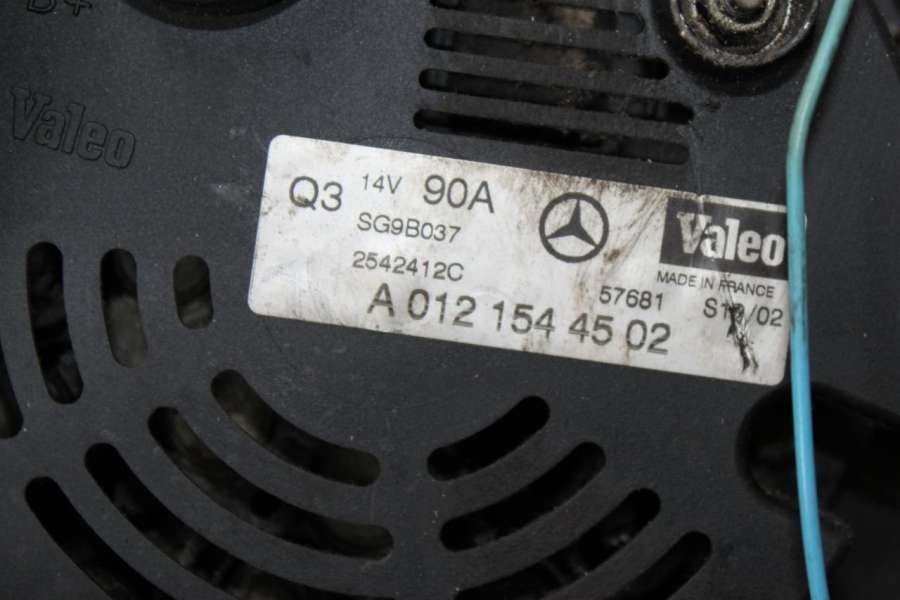 B+
Valeo
Q3 14V 90A
SG9B037
2542412C
A 012 154 45 02
Valeo
MADE IN FRANCE
57681